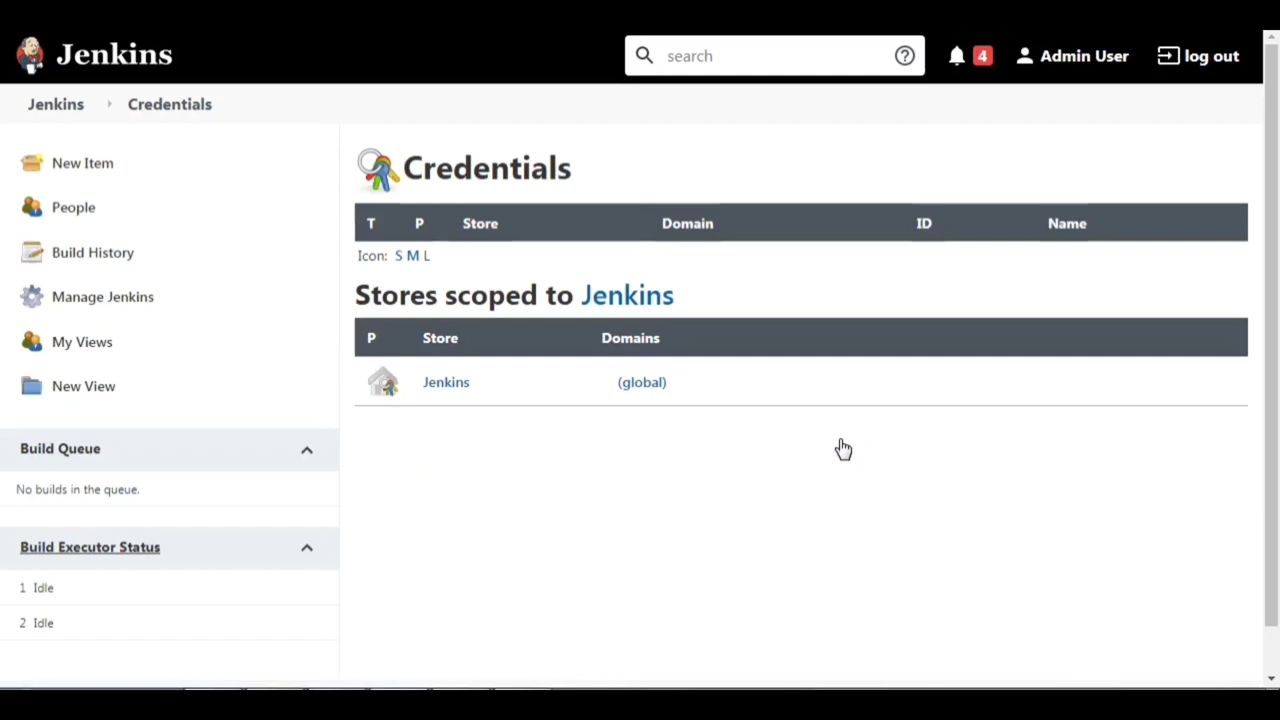 Jenkins
search
4
Admin User
log out
Jenkins
Credentials
New Item
People
Build History
Manage Jenkins
My Views
New View
Build Queue
No builds in the queue.
Build Executor Status
1 Idle
2 Idle
Credentials
T P Store Domain ID Name
Icon: S M L
Stores scoped to Jenkins
P Store Domains
Jenkins (global)